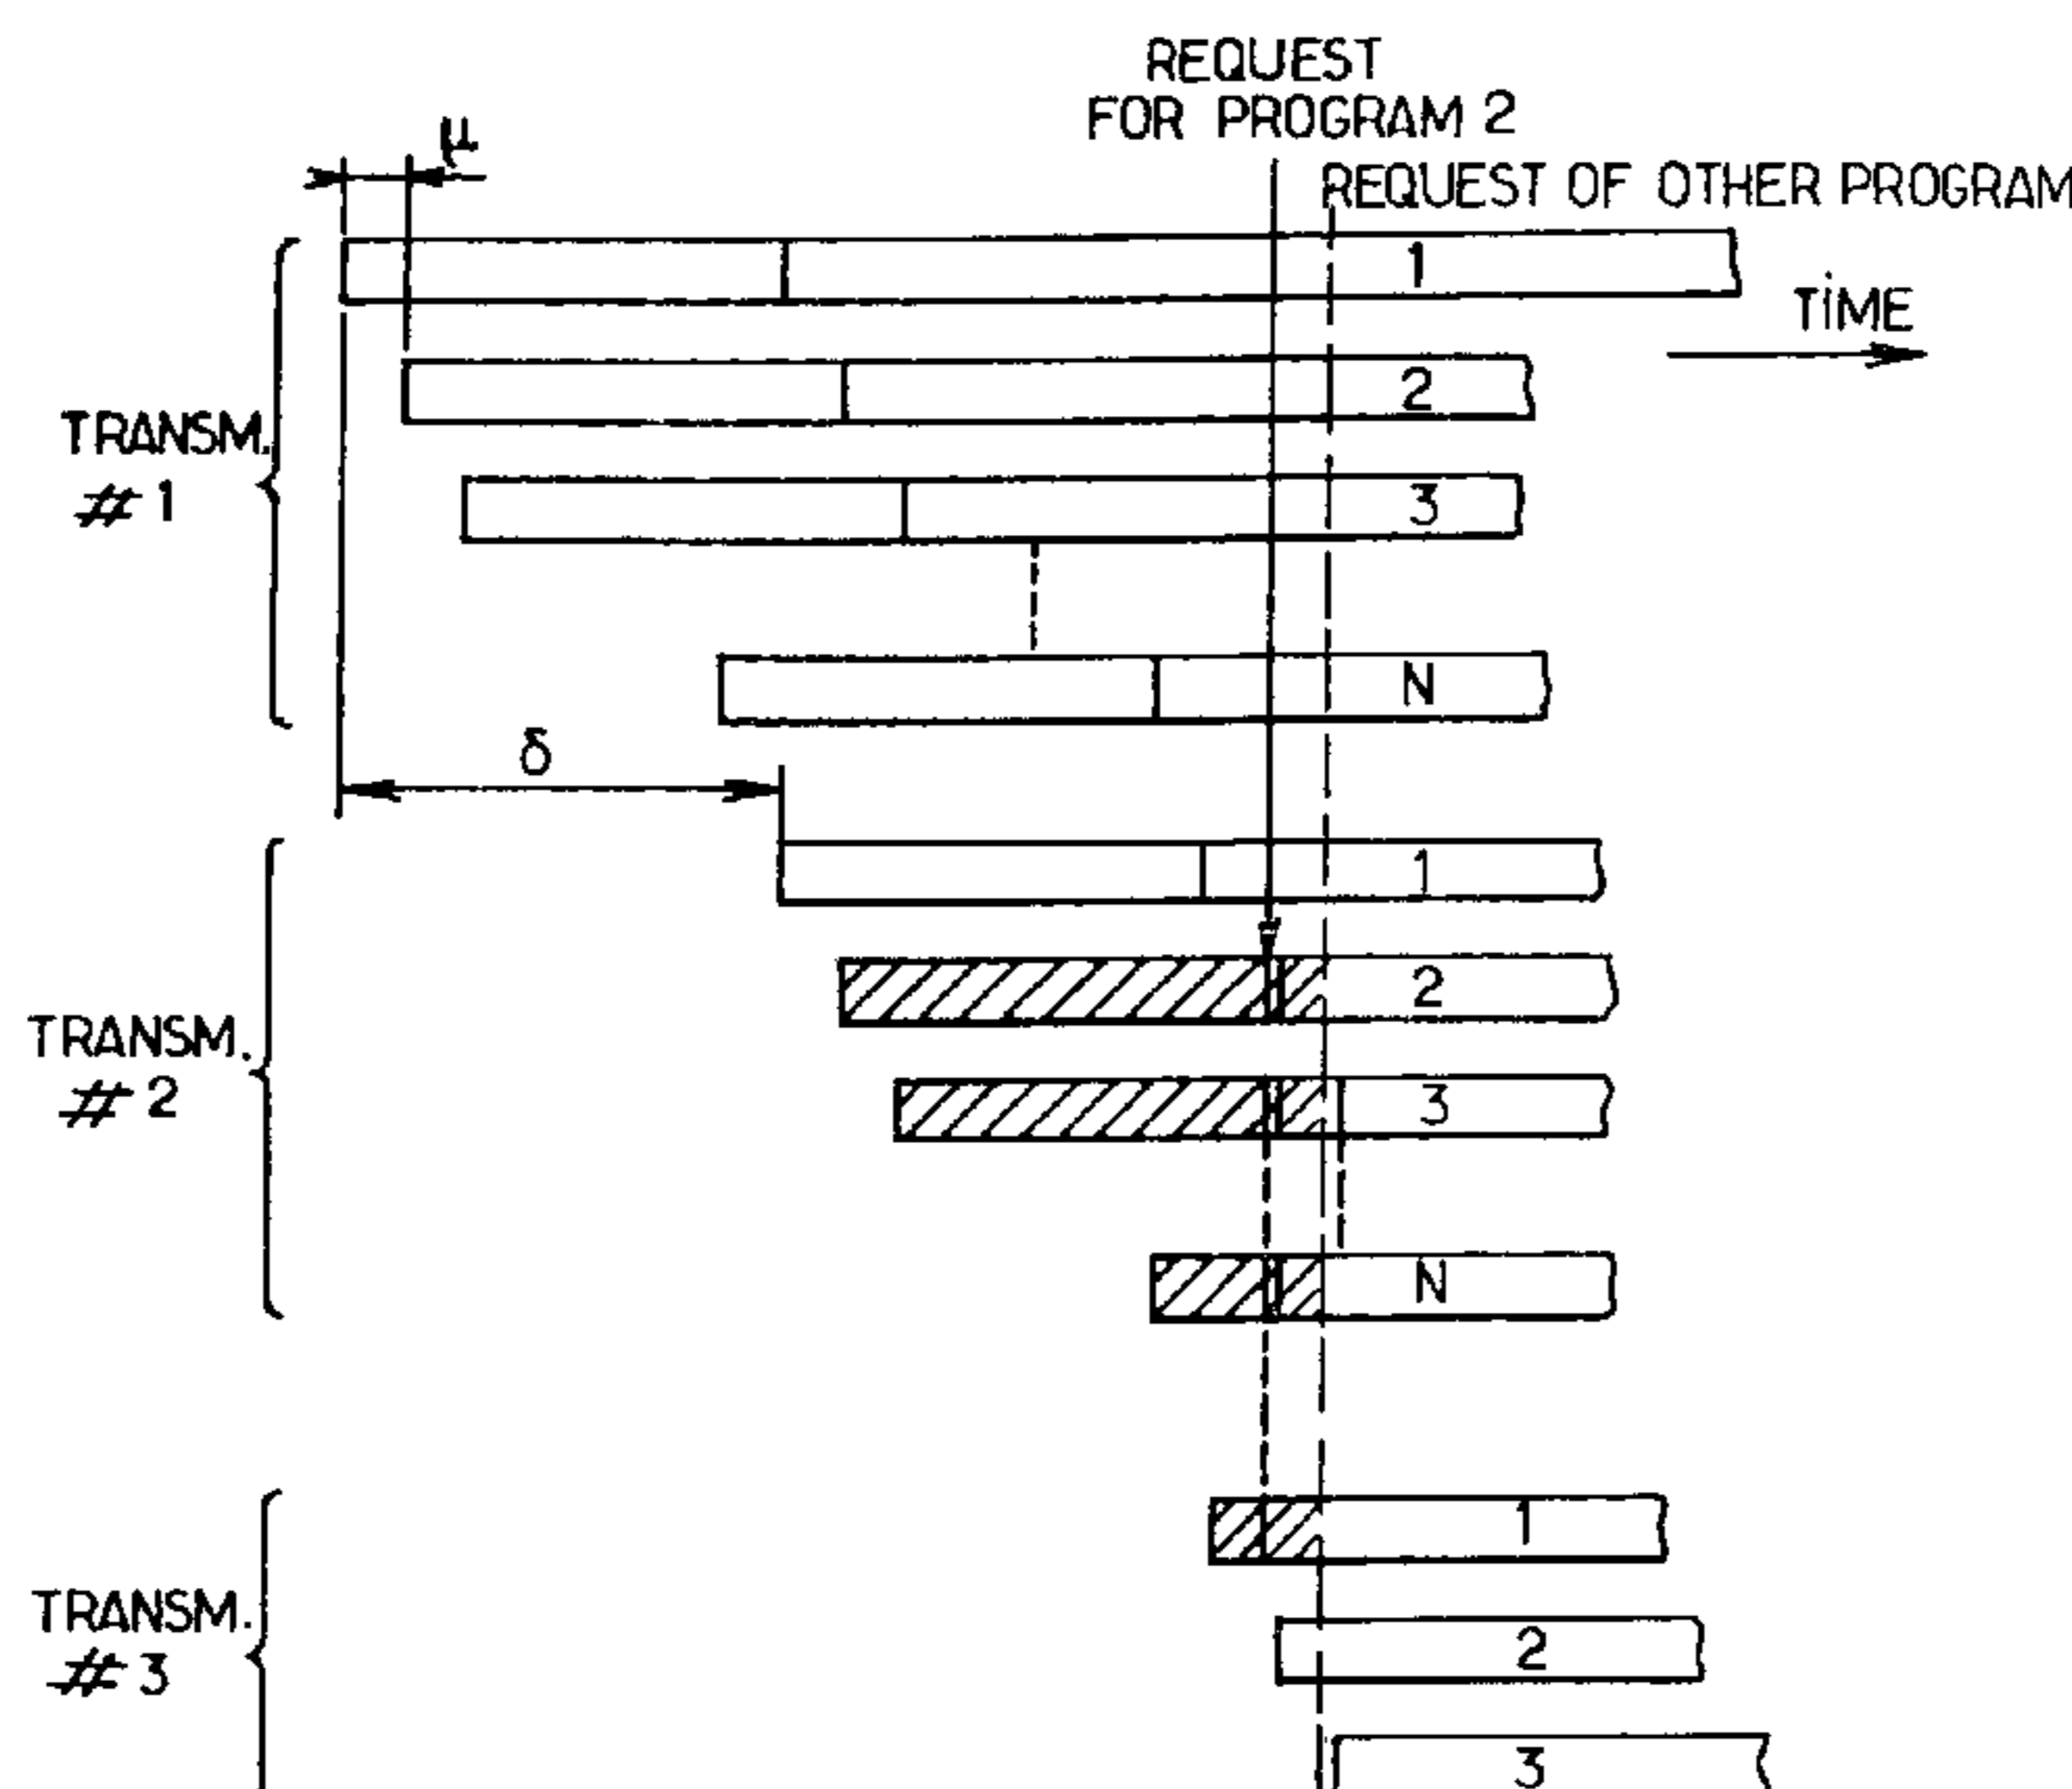 REQUEST
FOR PROGRAM 2
μ
REQUEST OF OTHER PROGRAM
1
TiME
2
TRANSM.
# 1
3
N
δ
1
2
TRANSM.
# 2
3
N
1
TRANSM.
# 3
2
3